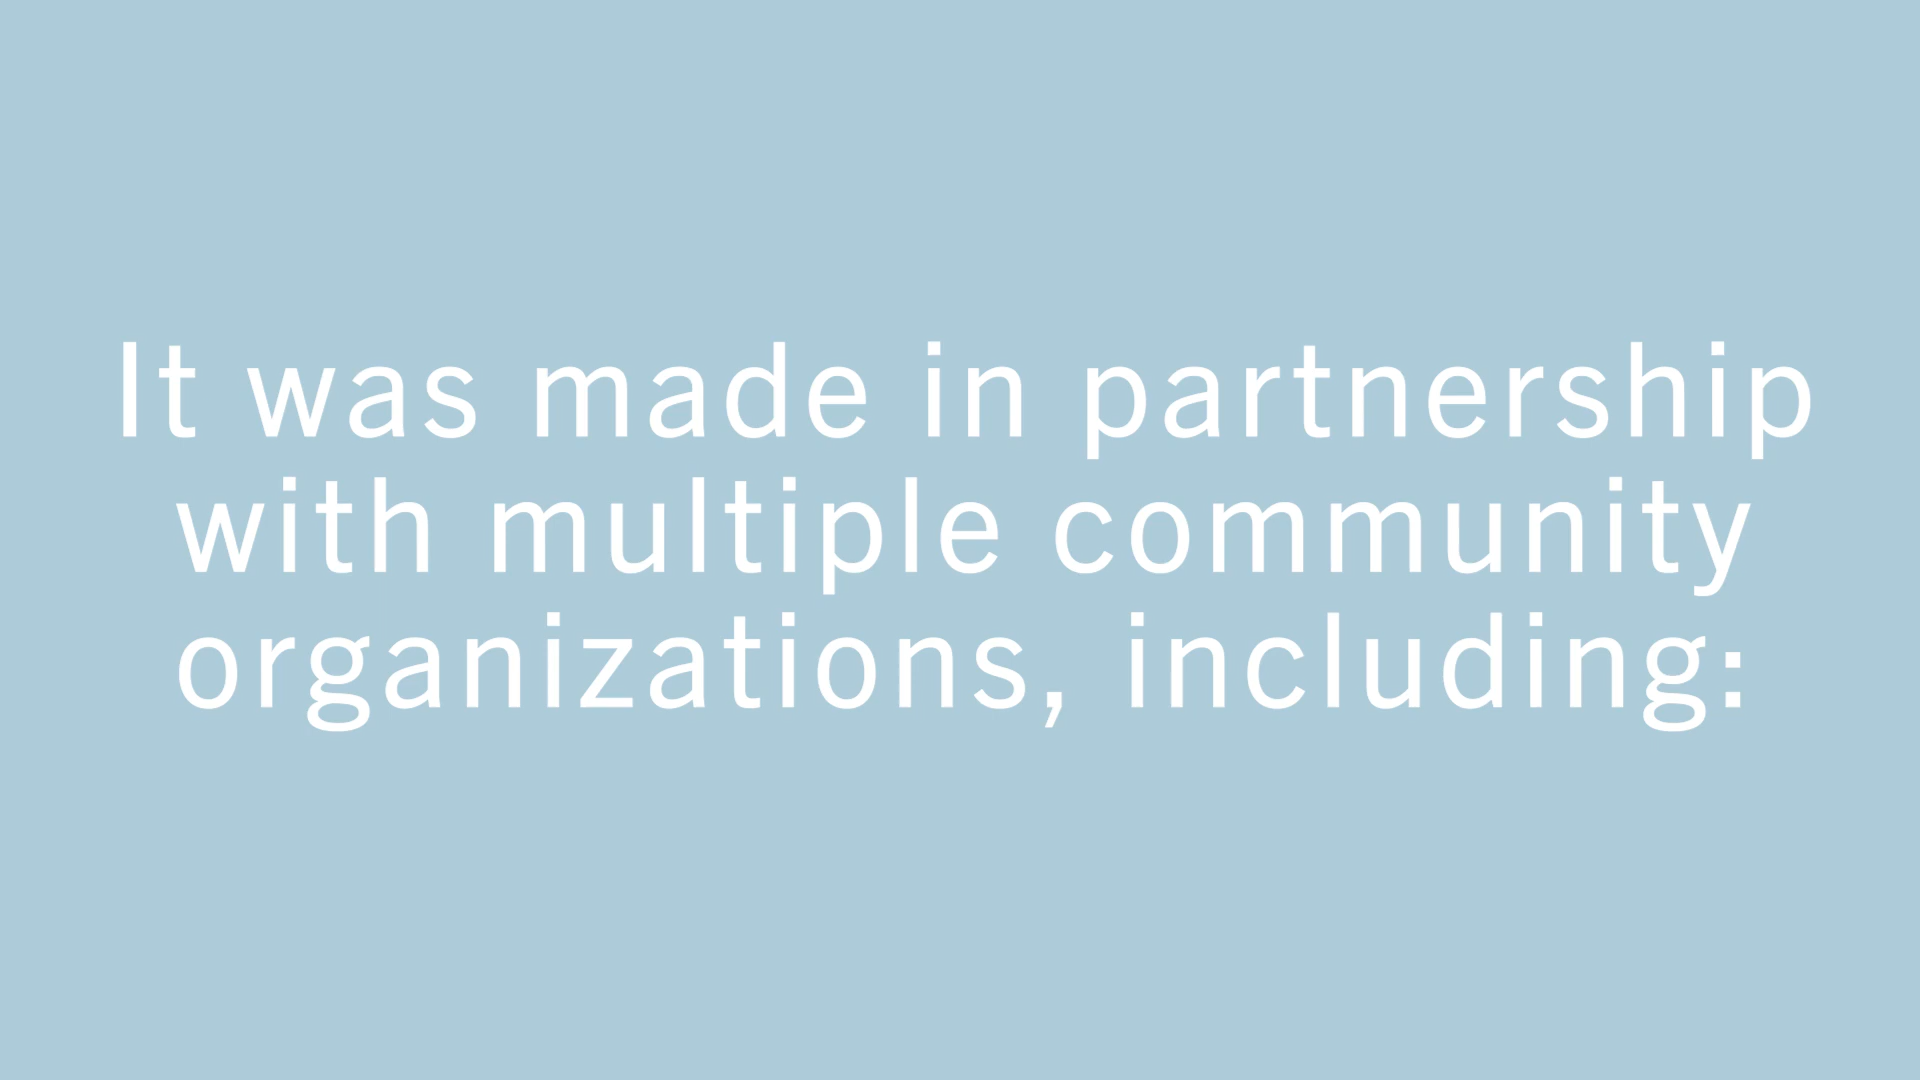 It was made in partnership
with multiple community
organizations, including: